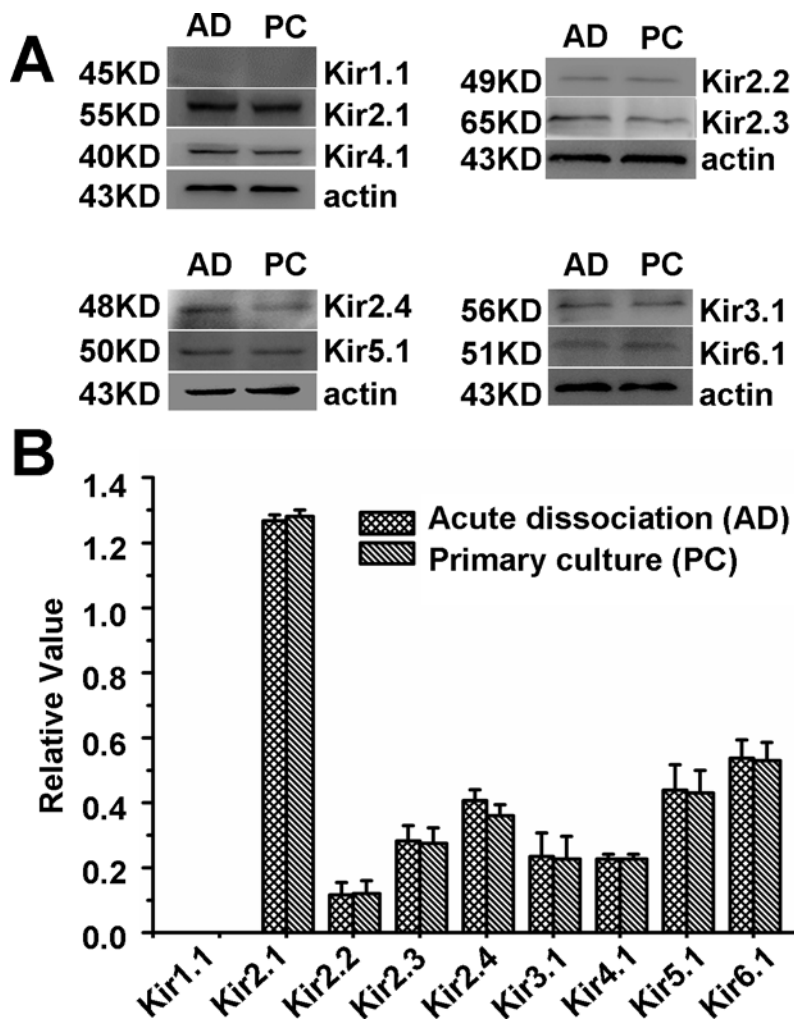 A
AD PC
45KD Kir1.1
55KD Kir2.1
40KD Kir4.1
43KD actin
AD PC
49KD Kir2.2
65KD Kir2.3
43KD actin
AD PC
48KD Kir2.4
50KD Kir5.1
43KD actin
AD PC
56KD Kir3.1
51KD Kir6.1
43KD actin
B
Relative Value
1.4
1.2
1.0
0.8
0.6
0.4
0.2
0.0
Acute dissociation (AD)
Primary culture (PC)
Kir1.1 Kir2.1 Kir2.2 Kir2.3 Kir2.4 Kir3.1 Kir4.1 Kir5.1 Kir6.1